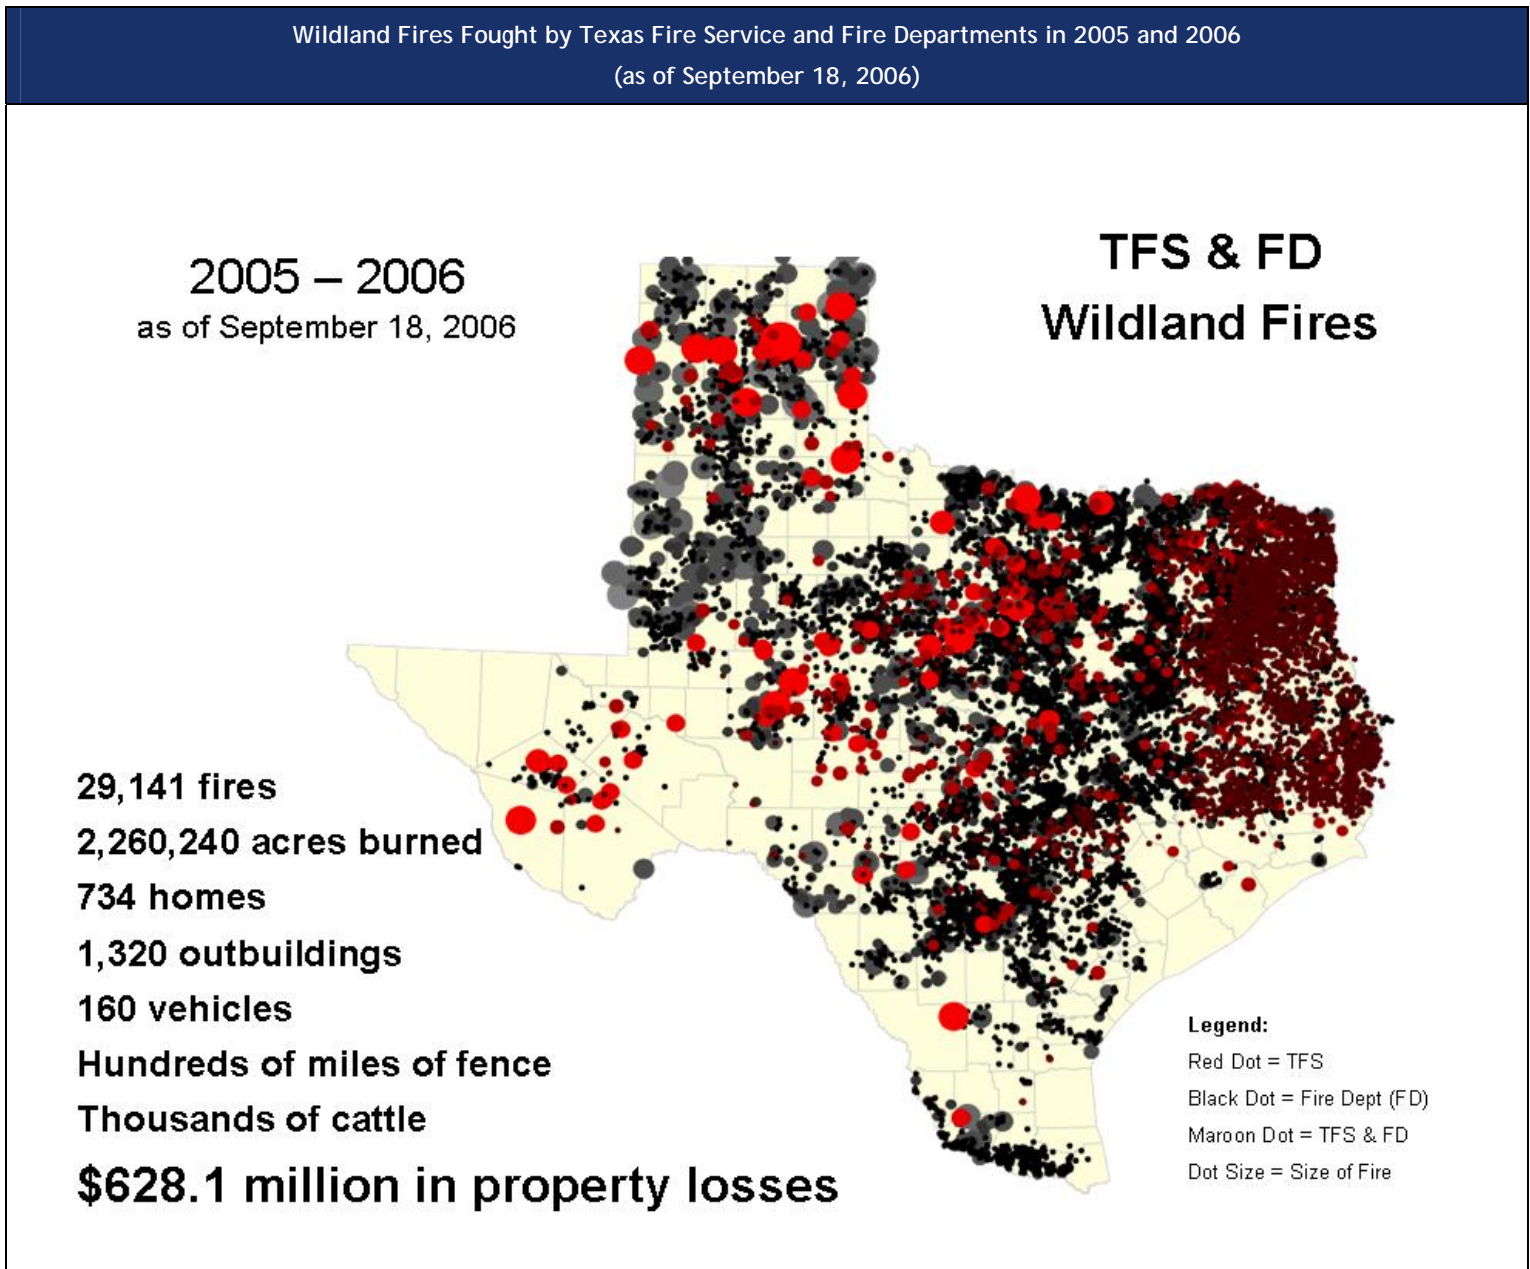 Wildland Fires Fought by Texas Fire Service and Fire Departments in 2005 and 2006
(as of September 18, 2006)
2005 – 2006
as of September 18, 2006
TFS & FD
Wildland Fires
29,141 fires
2,260,240 acres burned
734 homes
1,320 outbuildings
160 vehicles
Hundreds of miles of fence
Thousands of cattle
$628.1 million in property losses
Legend:
Red Dot = TFS
Black Dot = Fire Dept (FD)
Maroon Dot = TFS & FD
Dot Size = Size of Fire